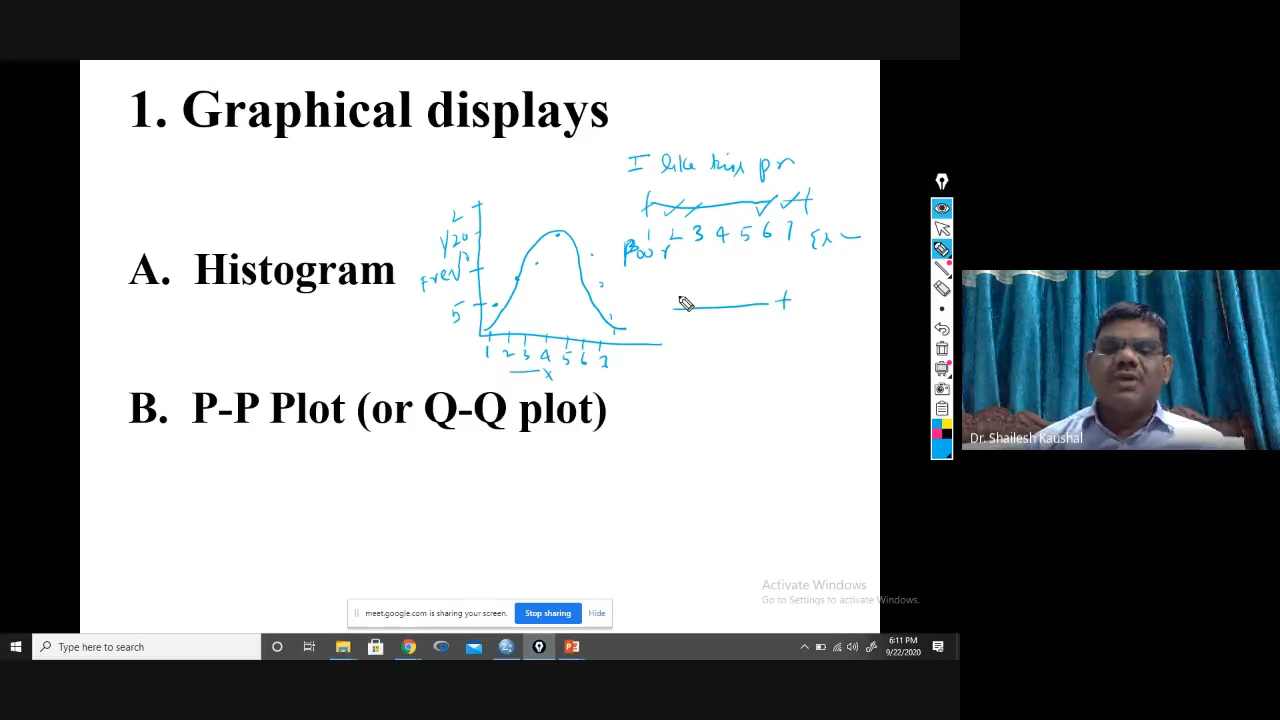 1. Graphical displays
I like this pr
1 2 3 4 5 6 7
Poor
20
10
Freq
5
A. Histogram
1 2 3 4 5 6 7
x
B. P-P Plot (or Q-Q plot)
Dr. Shailesh Kaushal
Activate Windows
Go to Settings to activate Windows.
meet.google.com is sharing your screen.
Stop sharing
Hide
Type here to search
6:11 PM
9/22/2020